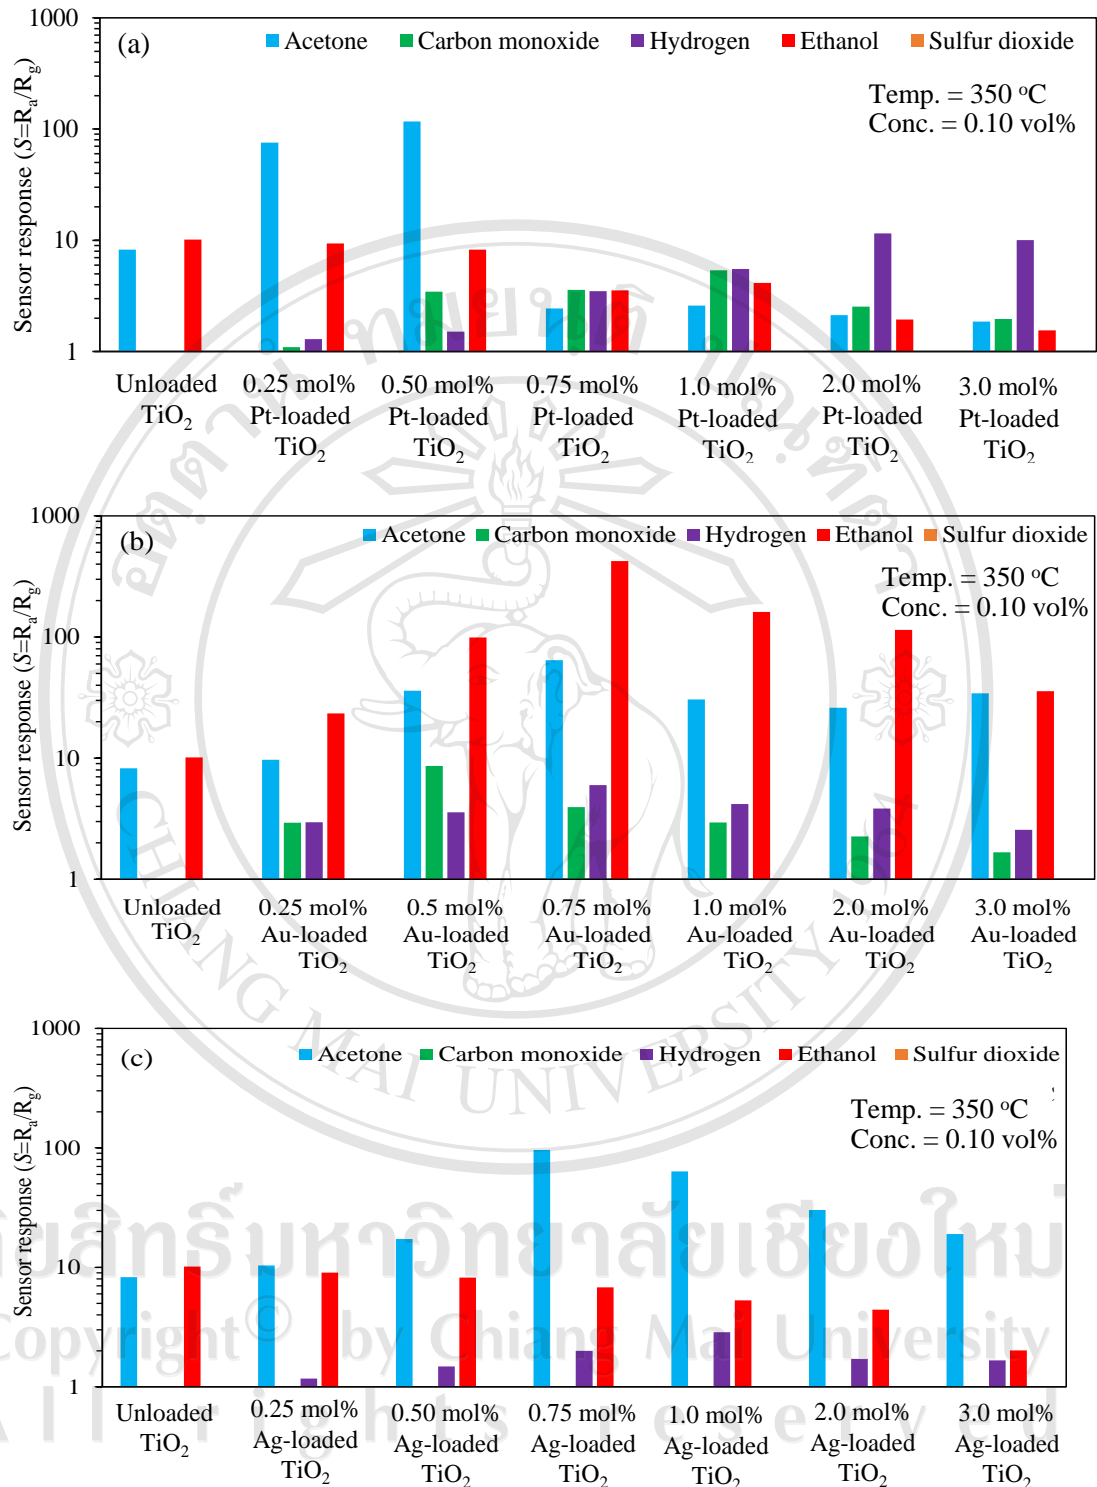 1000
(a)
Acetone Carbon monoxide Hydrogen Ethanol Sulfur dioxide
Temp. = 350 °C
Conc. = 0.10 vol%
100
10
1
Sensor response (S=Ra/Rg)
Unloaded TiO2
0.25 mol% Pt-loaded TiO2
0.50 mol% Pt-loaded TiO2
0.75 mol% Pt-loaded TiO2
1.0 mol% Pt-loaded TiO2
2.0 mol% Pt-loaded TiO2
3.0 mol% Pt-loaded TiO2
1000
(b)
Acetone Carbon monoxide Hydrogen Ethanol Sulfur dioxide
Temp. = 350 °C
Conc. = 0.10 vol%
100
10
1
Sensor response (S=Ra/Rg)
Unloaded TiO2
0.25 mol% Au-loaded TiO2
0.5 mol% Au-loaded TiO2
0.75 mol% Au-loaded TiO2
1.0 mol% Au-loaded TiO2
2.0 mol% Au-loaded TiO2
3.0 mol% Au-loaded TiO2
CHIANG MAI UNIVERSITY 1964
1000
(c)
Acetone Carbon monoxide Hydrogen Ethanol Sulfur dioxide
Temp. = 350 °C
Conc. = 0.10 vol%
100
10
1
Sensor response (S=Ra/Rg)
Unloaded TiO2
0.25 mol% Ag-loaded TiO2
0.50 mol% Ag-loaded TiO2
0.75 mol% Ag-loaded TiO2
1.0 mol% Ag-loaded TiO2
2.0 mol% Ag-loaded TiO2
3.0 mol% Ag-loaded TiO2
มหาวิทยาลัยเชียงใหม่
Copyright© by Chiang Mai University
All rights reserved